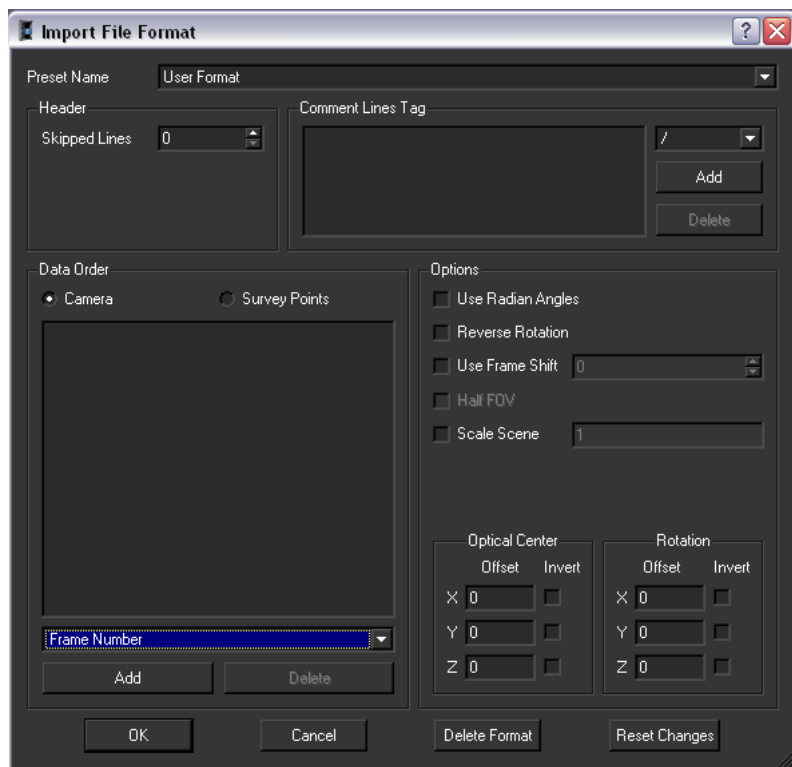 Import File Format
?
Preset Name User Format
Header
Skipped Lines 0
Comment Lines Tag
/
Add
Delete
Data Order
Camera Survey Points
Frame Number
Add Delete
Options
Use Radian Angles
Reverse Rotation
Use Frame Shift 0
Half FOV
Scale Scene 1
Optical Center
Offset Invert
X 0
Y 0
Z 0
Rotation
Offset Invert
X 0
Y 0
Z 0
OK Cancel Delete Format Reset Changes